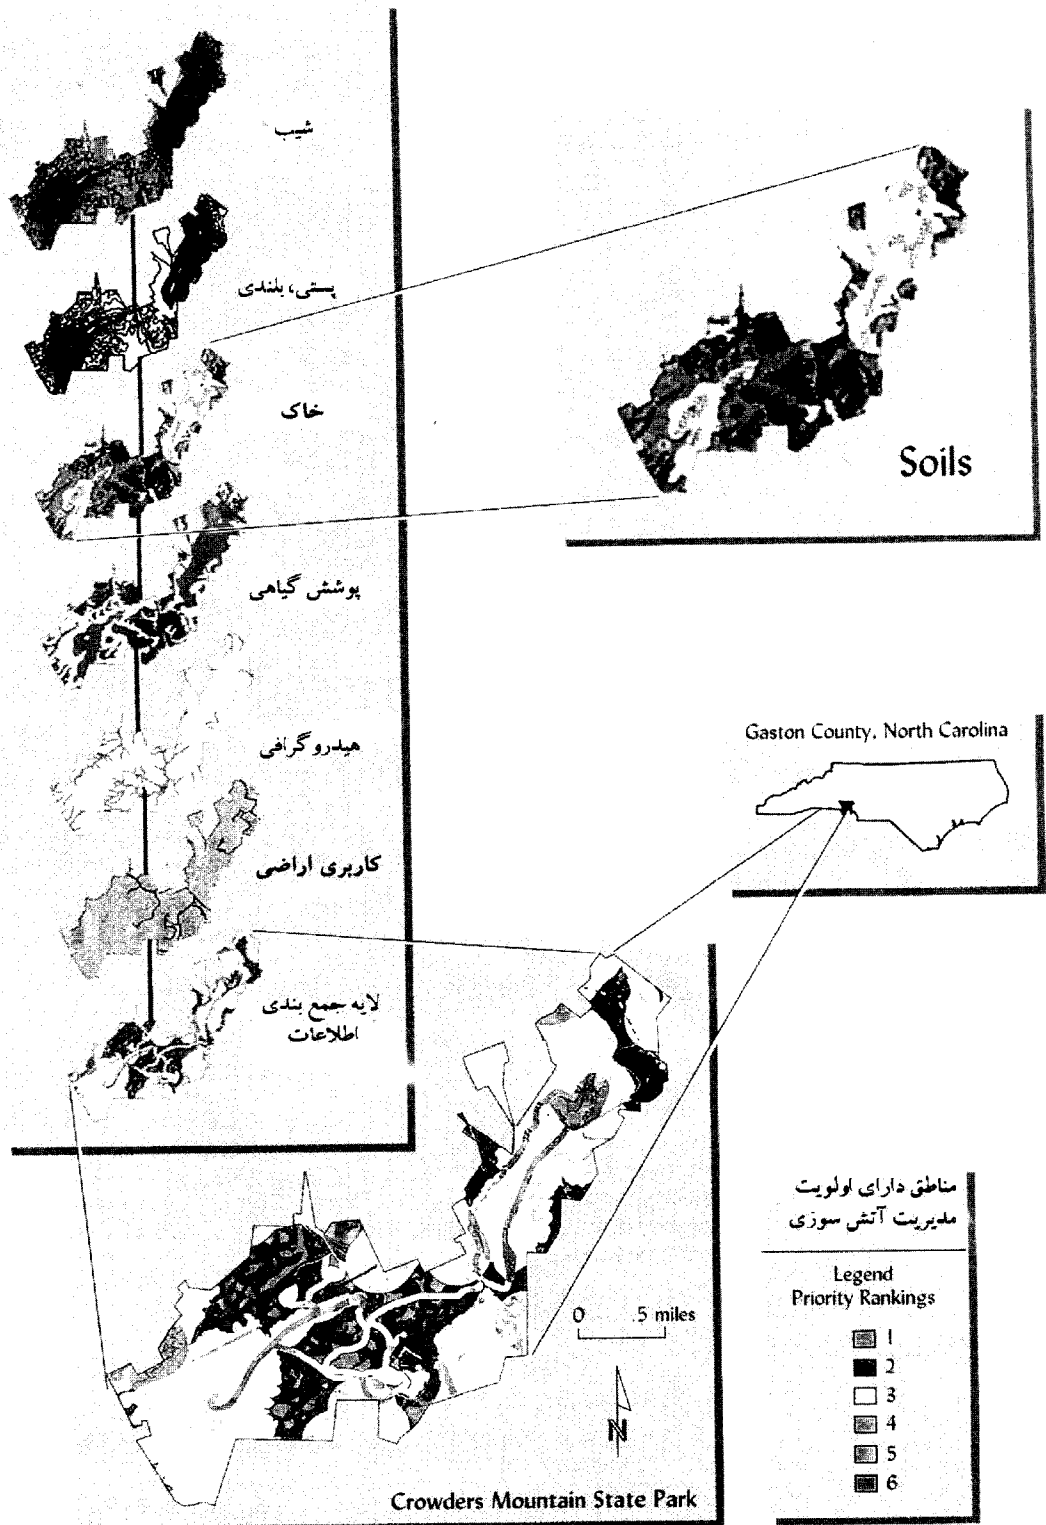 شیب
پستی، بلندی
خاک
پوشش گیاهی
هیدروگرافی
کاربری اراضی
لایه جمع بندی
اطلاعات
Soils
Gaston County, North Carolina
0 .5 miles
N
Crowders Mountain State Park
مناطق دارای اولویت
مدیریت آتش سوزی
Legend
Priority Rankings
1
2
3
4
5
6